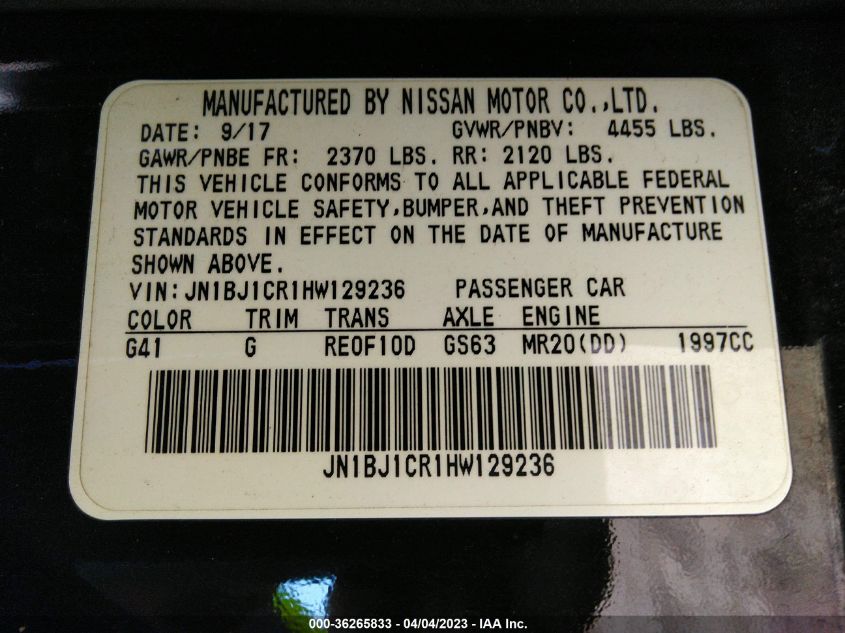 MANUFACTURED BY NISSAN MOTOR CO.,LTD.
DATE: 9/17 GVWR/PNBV: 4455 LBS.
GAWR/PNBE FR: 2370 LBS. RR: 2120 LBS.
THIS VEHICLE CONFORMS TO ALL APPLICABLE FEDERAL
MOTOR VEHICLE SAFETY,BUMPER,AND THEFT PREVENTION
STANDARDS IN EFFECT ON THE DATE OF MANUFACTURE
SHOWN ABOVE.
VIN:JN1BJ1CR1HW129236 PASSENGER CAR
COLOR TRIM TRANS AXLE ENGINE
G41 G RE0F10D GS63 MR20(DD) 1997CC
JN1BJ1CR1HW129236
000-36265833 - 04/04/2023 - IAA Inc.